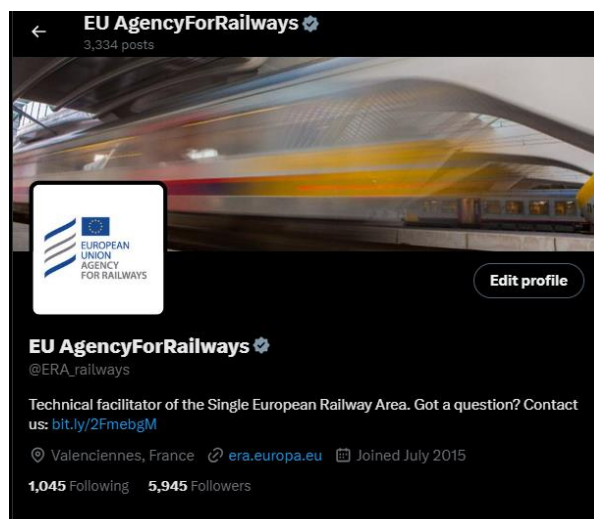 EU AgencyForRailways
3,334 posts
EUROPEAN
UNION
AGENCY
FOR RAILWAYS
Edit profile
EU AgencyForRailways
@ERA_railways
Technical facilitator of the Single European Railway Area. Got a question? Contact
us: bit.ly/2FmebgM
Valenciennes, France era.europa.eu Joined July 2015
1,045 Following 5,945 Followers